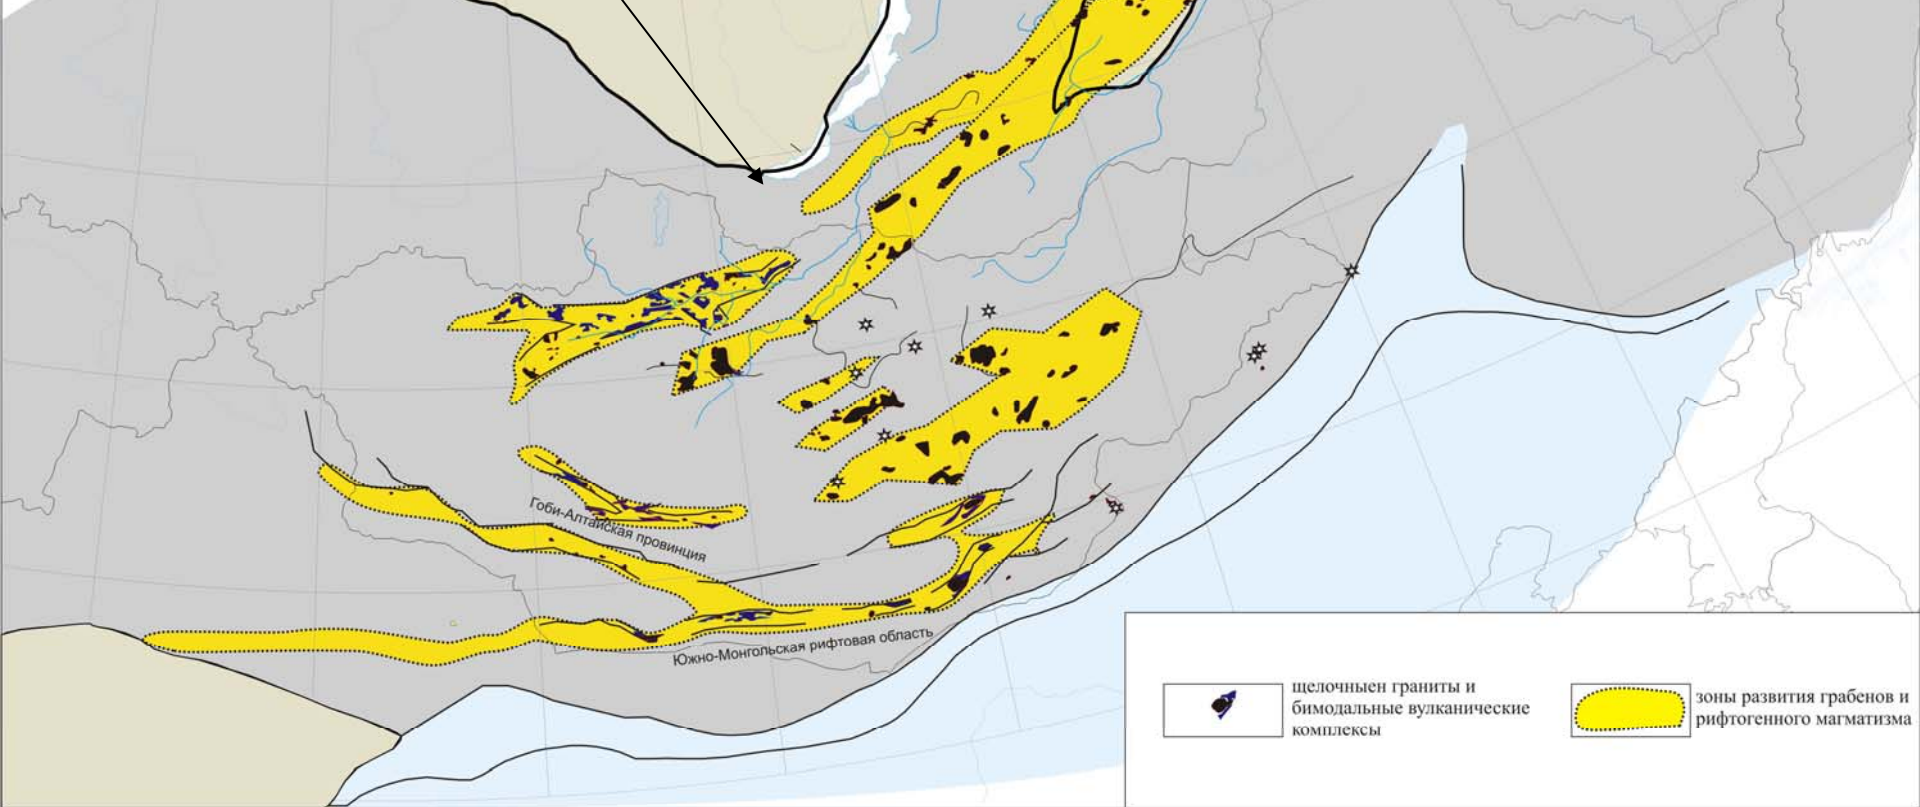 Гоби-Алтайская провинция
Южно-Монгольская рифтовая область
щелочныен граниты и
бимодальные вулканические
комплексы
зоны развития грабенов и
рифтогенного магматизма